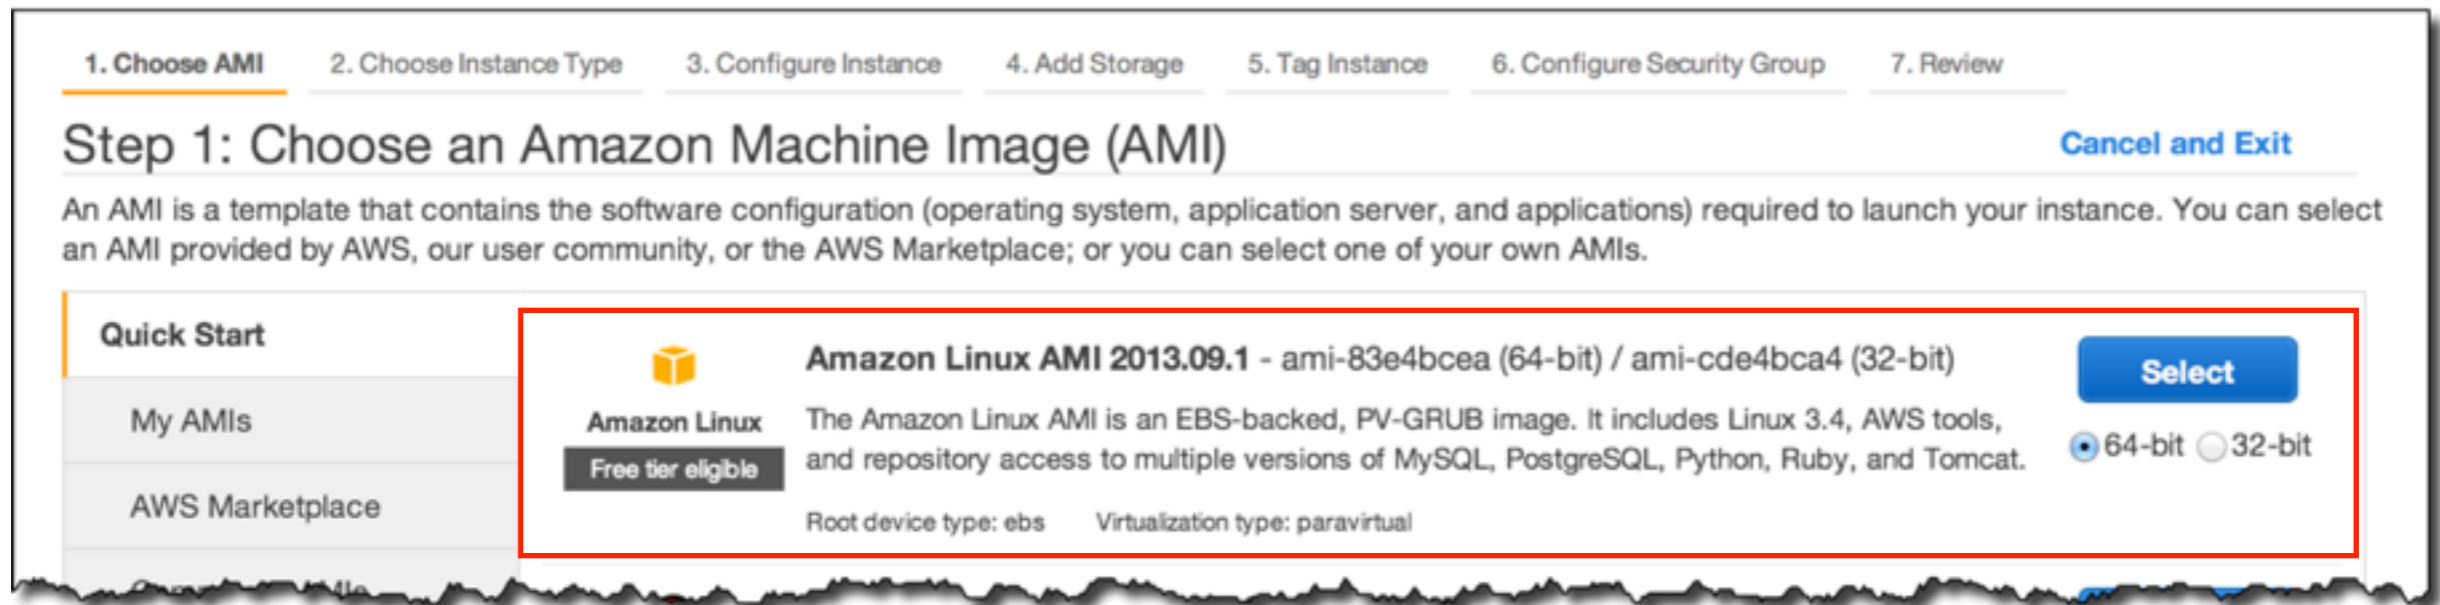 1. Choose AMI 2. Choose Instance Type 3. Configure Instance 4. Add Storage 5. Tag Instance 6. Configure Security Group 7. Review
Step 1: Choose an Amazon Machine Image (AMI)
Cancel and Exit
An AMI is a template that contains the software configuration (operating system, application server, and applications) required to launch your instance. You can select
an AMI provided by AWS, our user community, or the AWS Marketplace; or you can select one of your own AMIs.
Quick Start
My AMIs
AWS Marketplace
Amazon Linux
Free tier eligible
Amazon Linux AMI 2013.09.1 - ami-83e4bcea (64-bit) / ami-cde4bca4 (32-bit)
The Amazon Linux AMI is an EBS-backed, PV-GRUB image. It includes Linux 3.4, AWS tools,
and repository access to multiple versions of MySQL, PostgreSQL, Python, Ruby, and Tomcat.
Root device type: ebs Virtualization type: paravirtual
Select
64-bit 32-bit